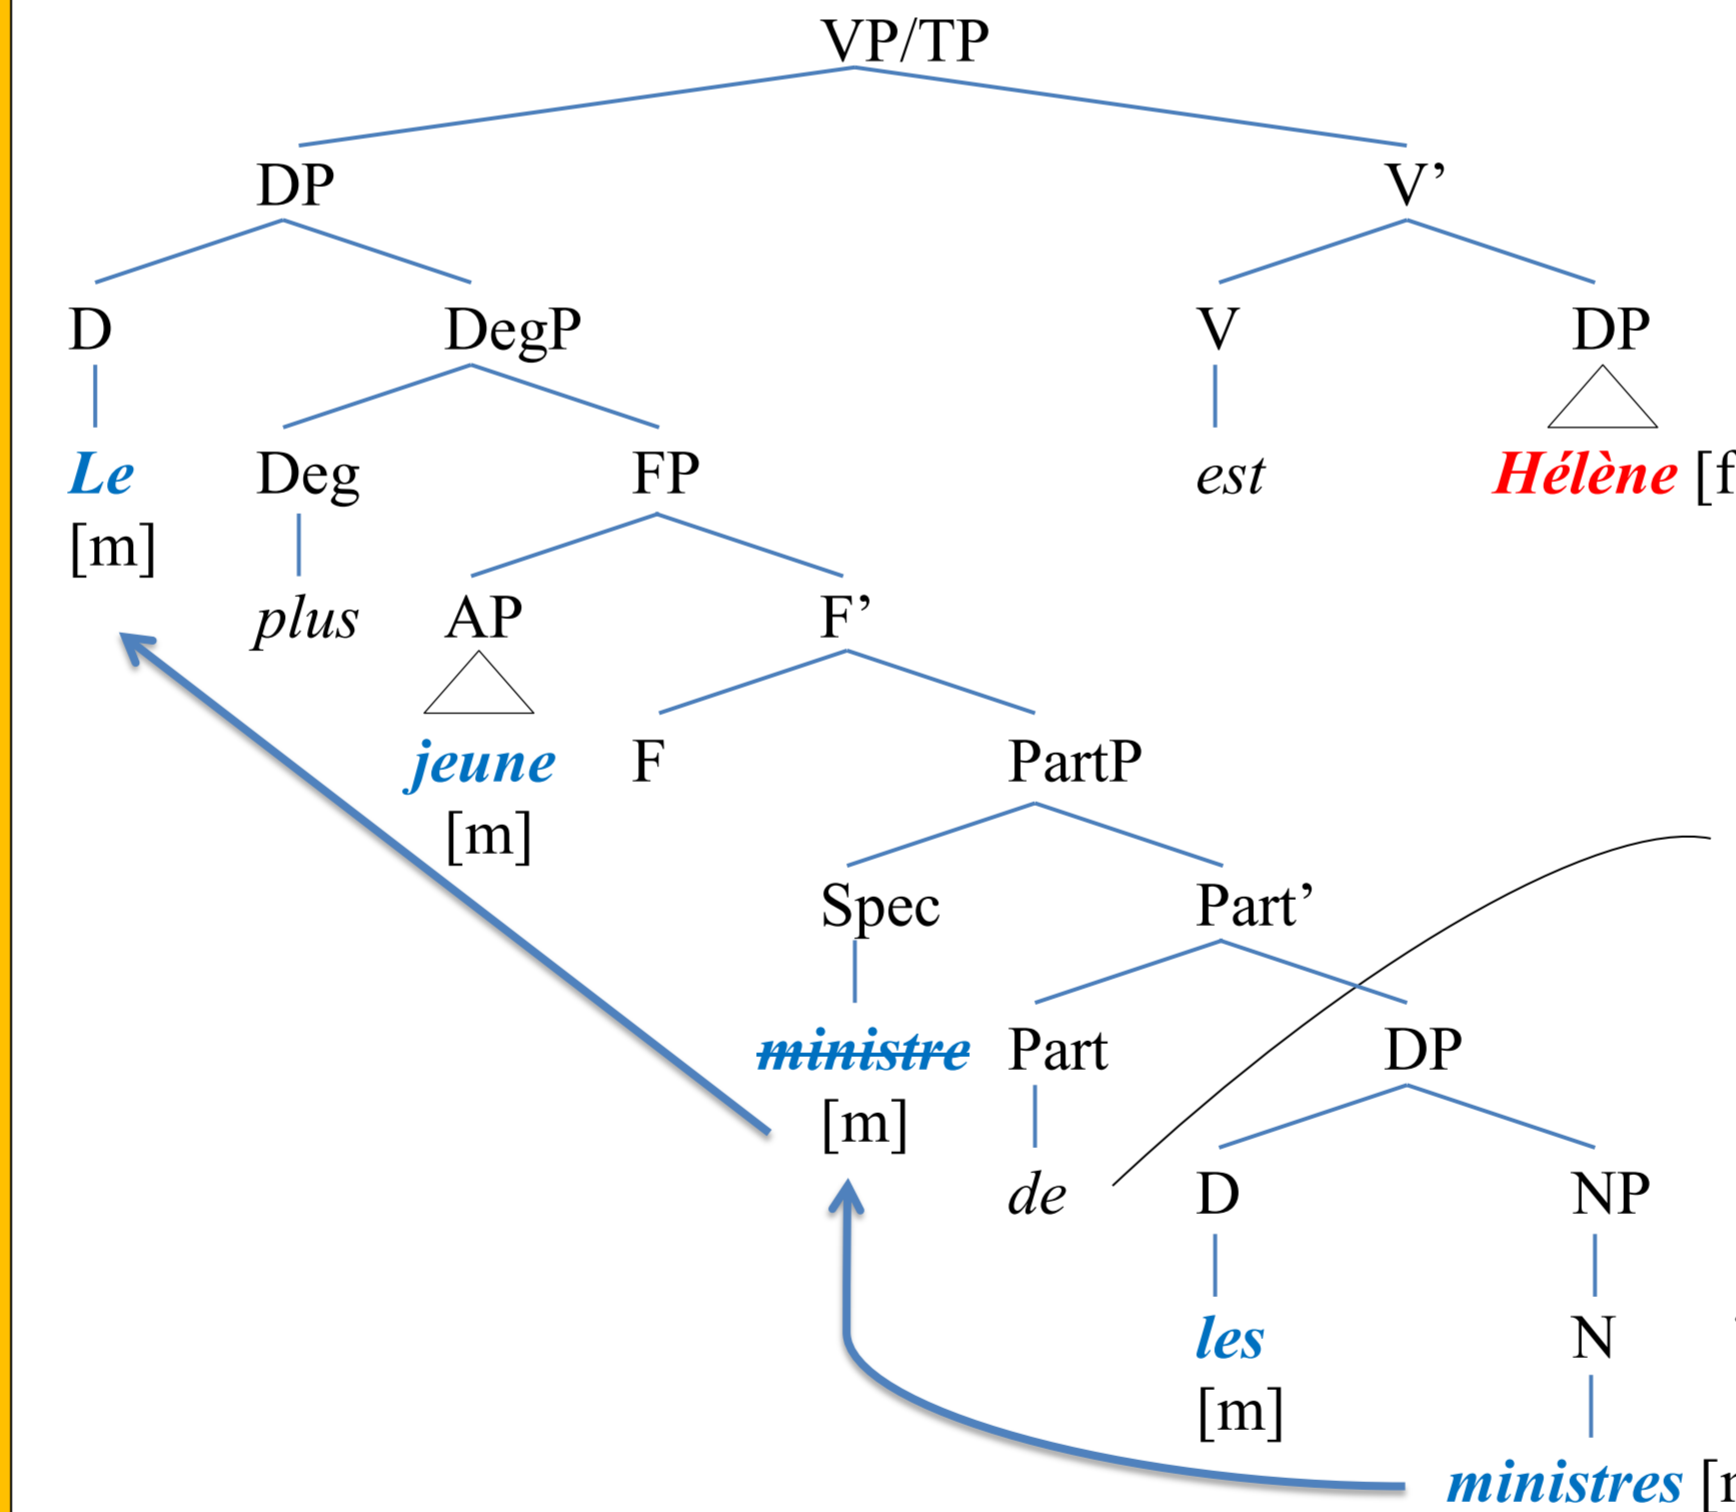 VP/TP
DP V’
D DegP V DP
Le Deg FP est Hélène [f
[m]
plus AP F’
jeune F PartP
[m]
Spec Part’
ministre Part DP
[m]
de D NP
les N
[m]
ministres [